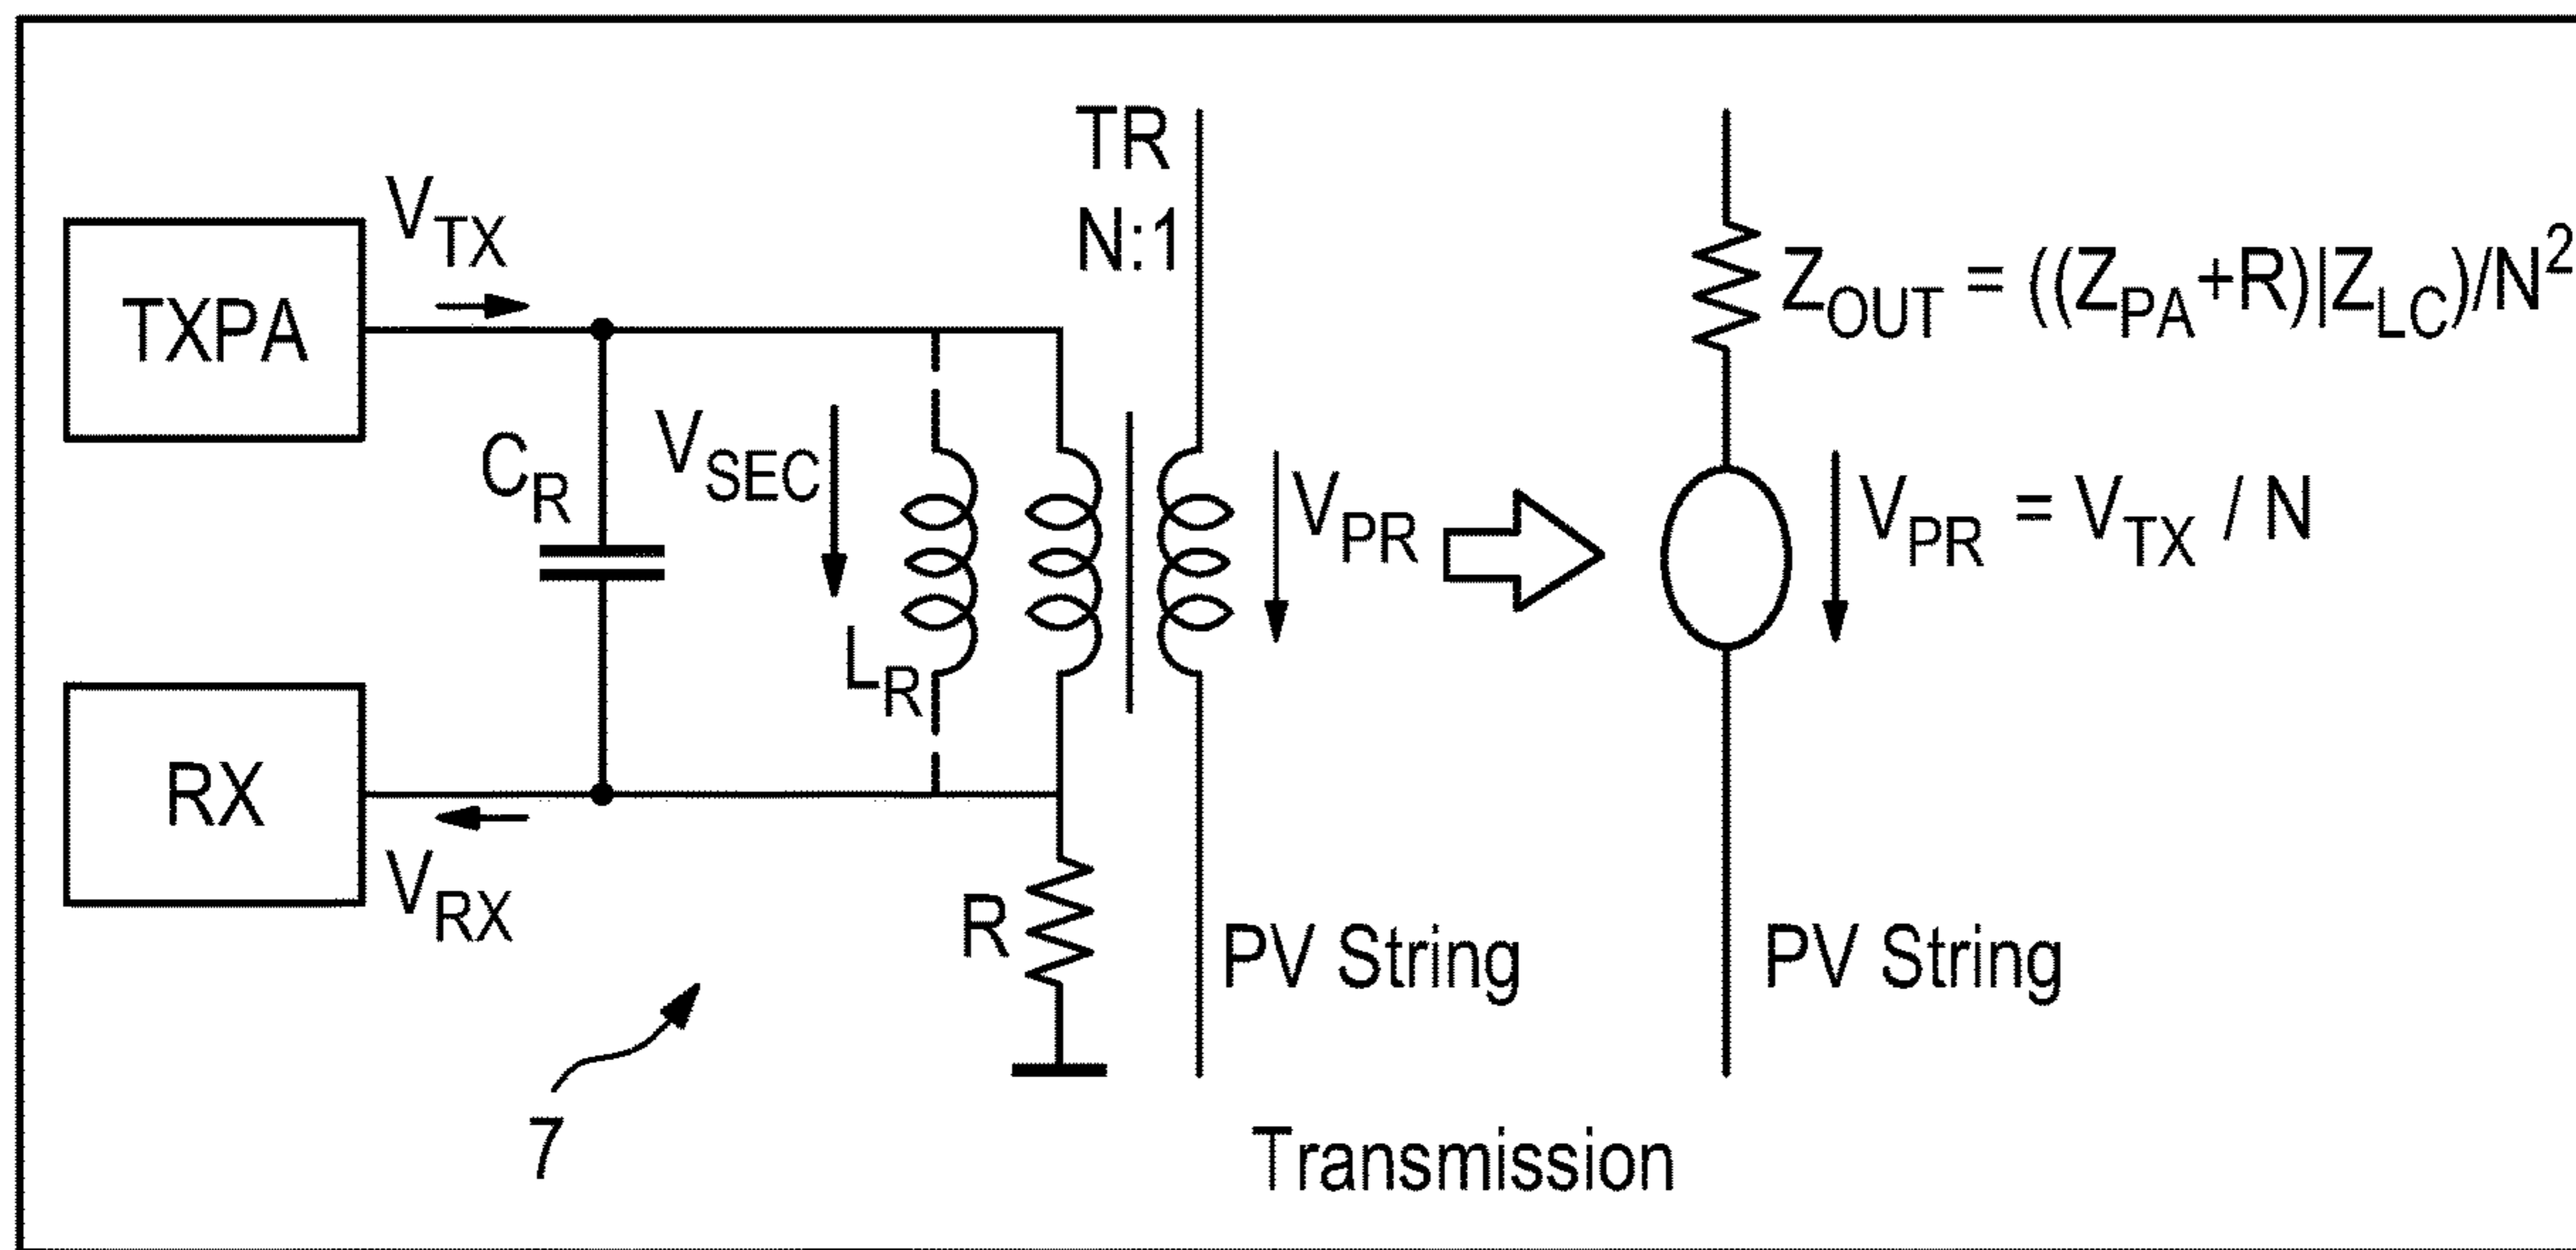 TR
N:1
V_TX
TXPA
Z_OUT = ((Z_PA+R)|Z_LC)/N²
C_R
V_SEC
V_PR
V_PR = V_TX / N
L_R
RX
V_RX
R
PV String
PV String
7
Transmission